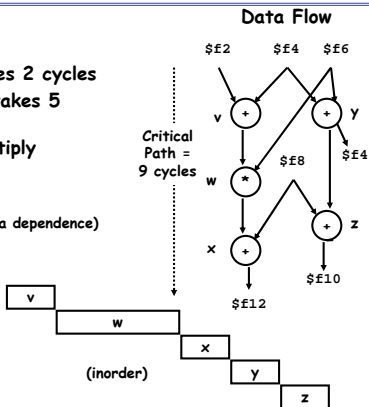 Data Flow
$f2 $f4 $f6
es 2 cycles
takes 5
v + + y
tiply
Critical
Path =
9 cycles
$f4
$f8
w *
a dependence)
x + + z
$f10
$f12
v
w
x
(inorder)
y
z